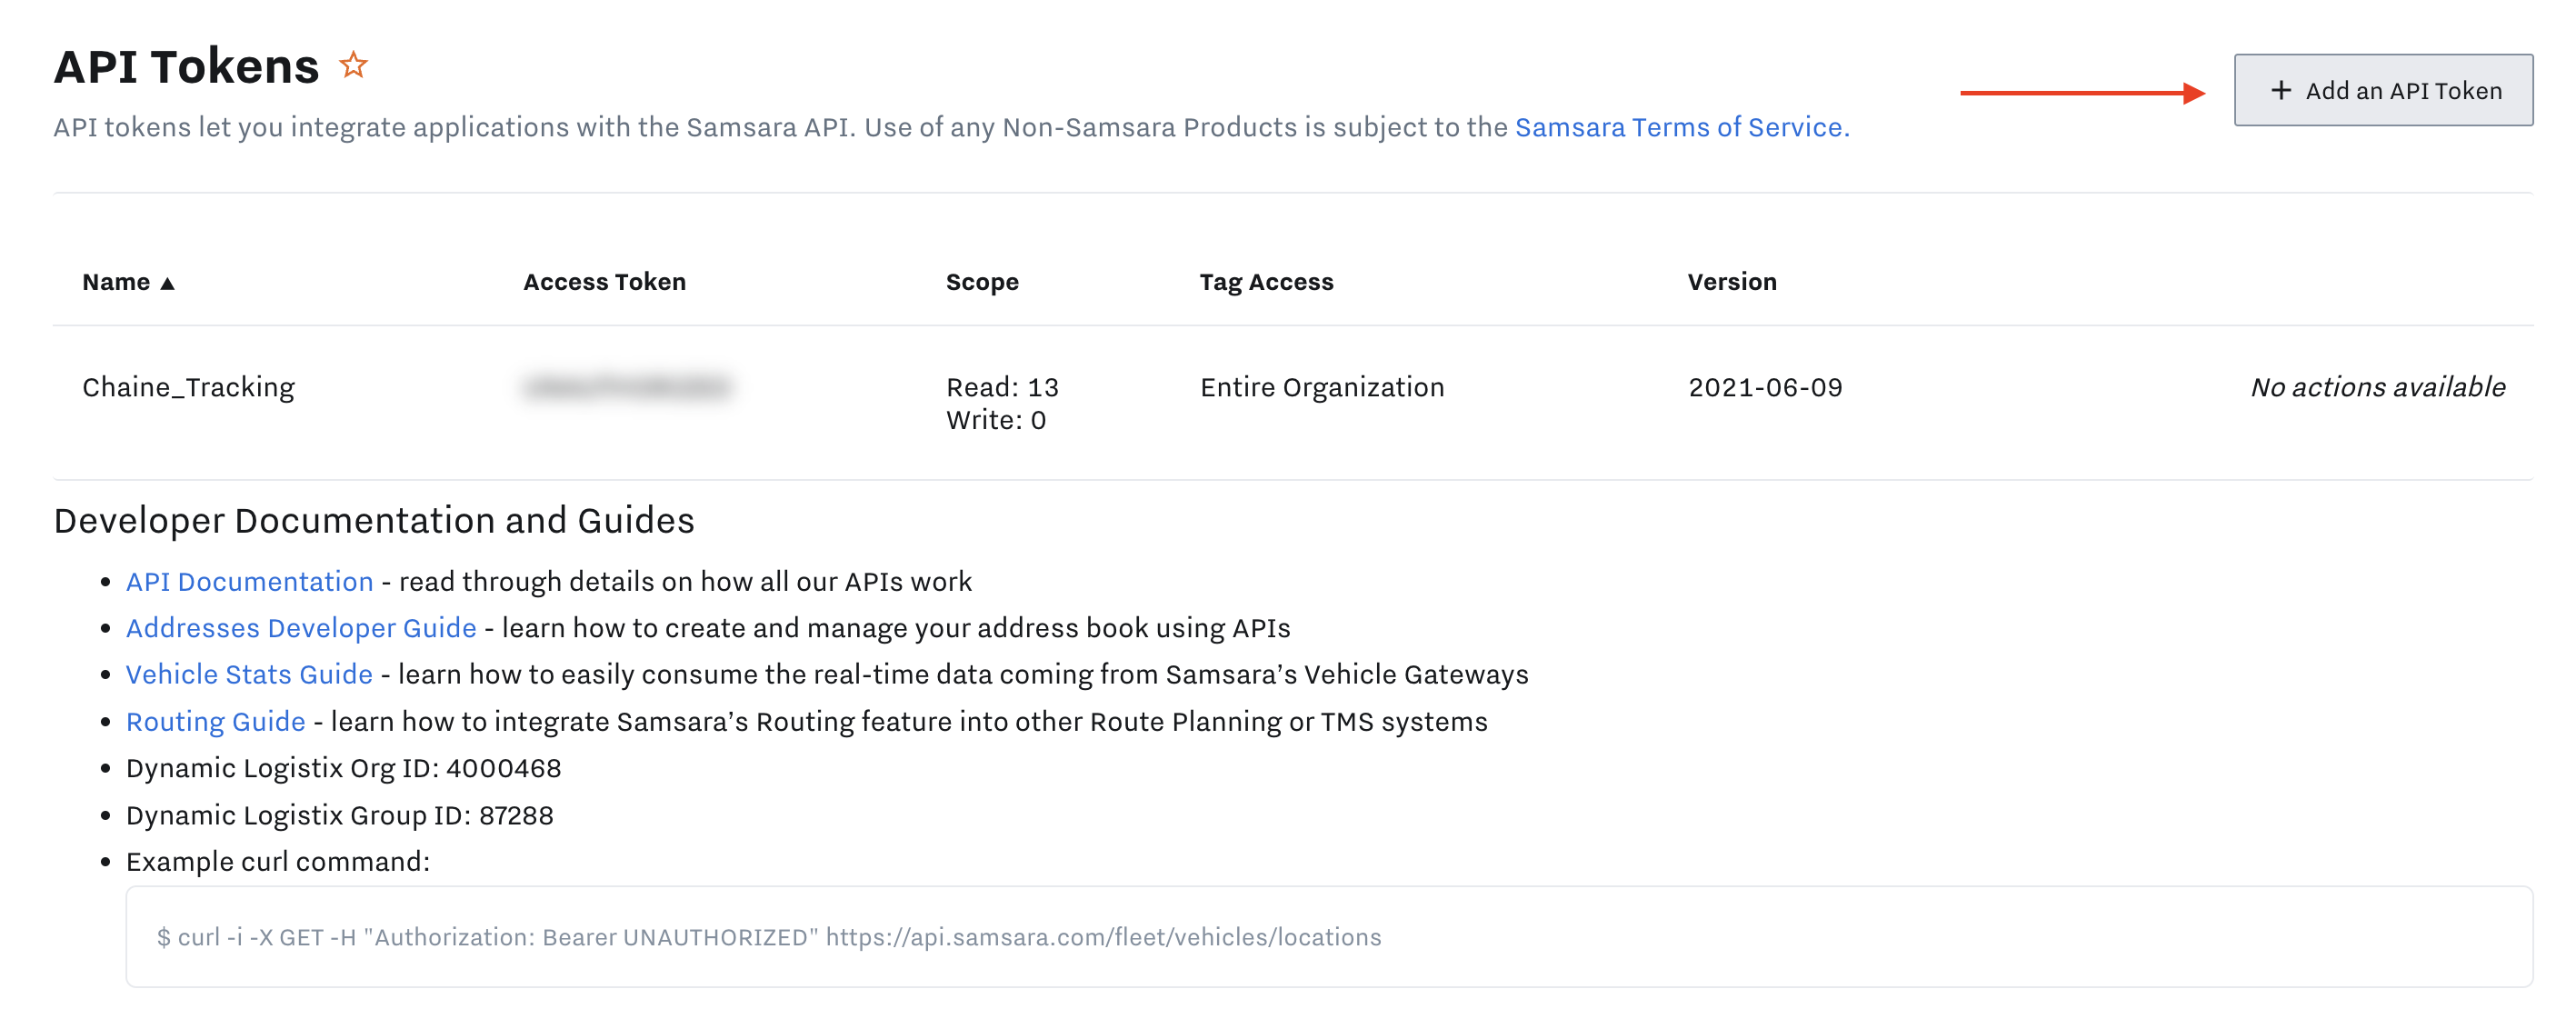 API Tokens
+ Add an API Token
API tokens let you integrate applications with the Samsara API. Use of any Non-Samsara Products is subject to the Samsara Terms of Service.
Name ▲ Access Token Scope Tag Access Version
Chaine_Tracking Read: 13 Entire Organization 2021-06-09 No actions available
Write: 0
Developer Documentation and Guides
• API Documentation - read through details on how all our APIs work
• Addresses Developer Guide - learn how to create and manage your address book using APIs
• Vehicle Stats Guide - learn how to easily consume the real-time data coming from Samsara’s Vehicle Gateways
• Routing Guide - learn how to integrate Samsara’s Routing feature into other Route Planning or TMS systems
• Dynamic Logistix Org ID: 4000468
• Dynamic Logistix Group ID: 87288
• Example curl command:
$ curl -i -X GET -H "Authorization: Bearer UNAUTHORIZED" https://api.samsara.com/fleet/vehicles/locations